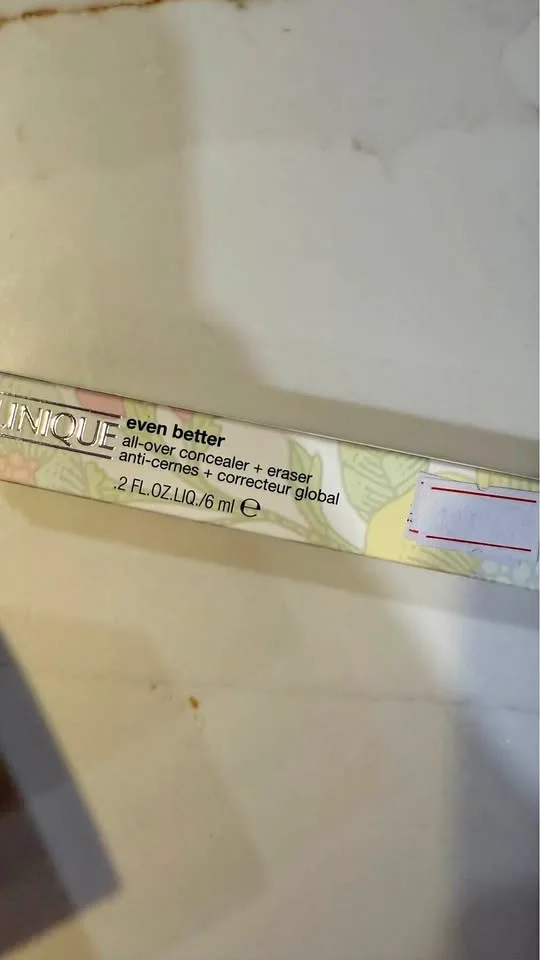 LINIQUE
even better
all-over concealer + eraser
anti-cernes + correcteur global
.2 FL.OZ.LIQ./6 ml ℮